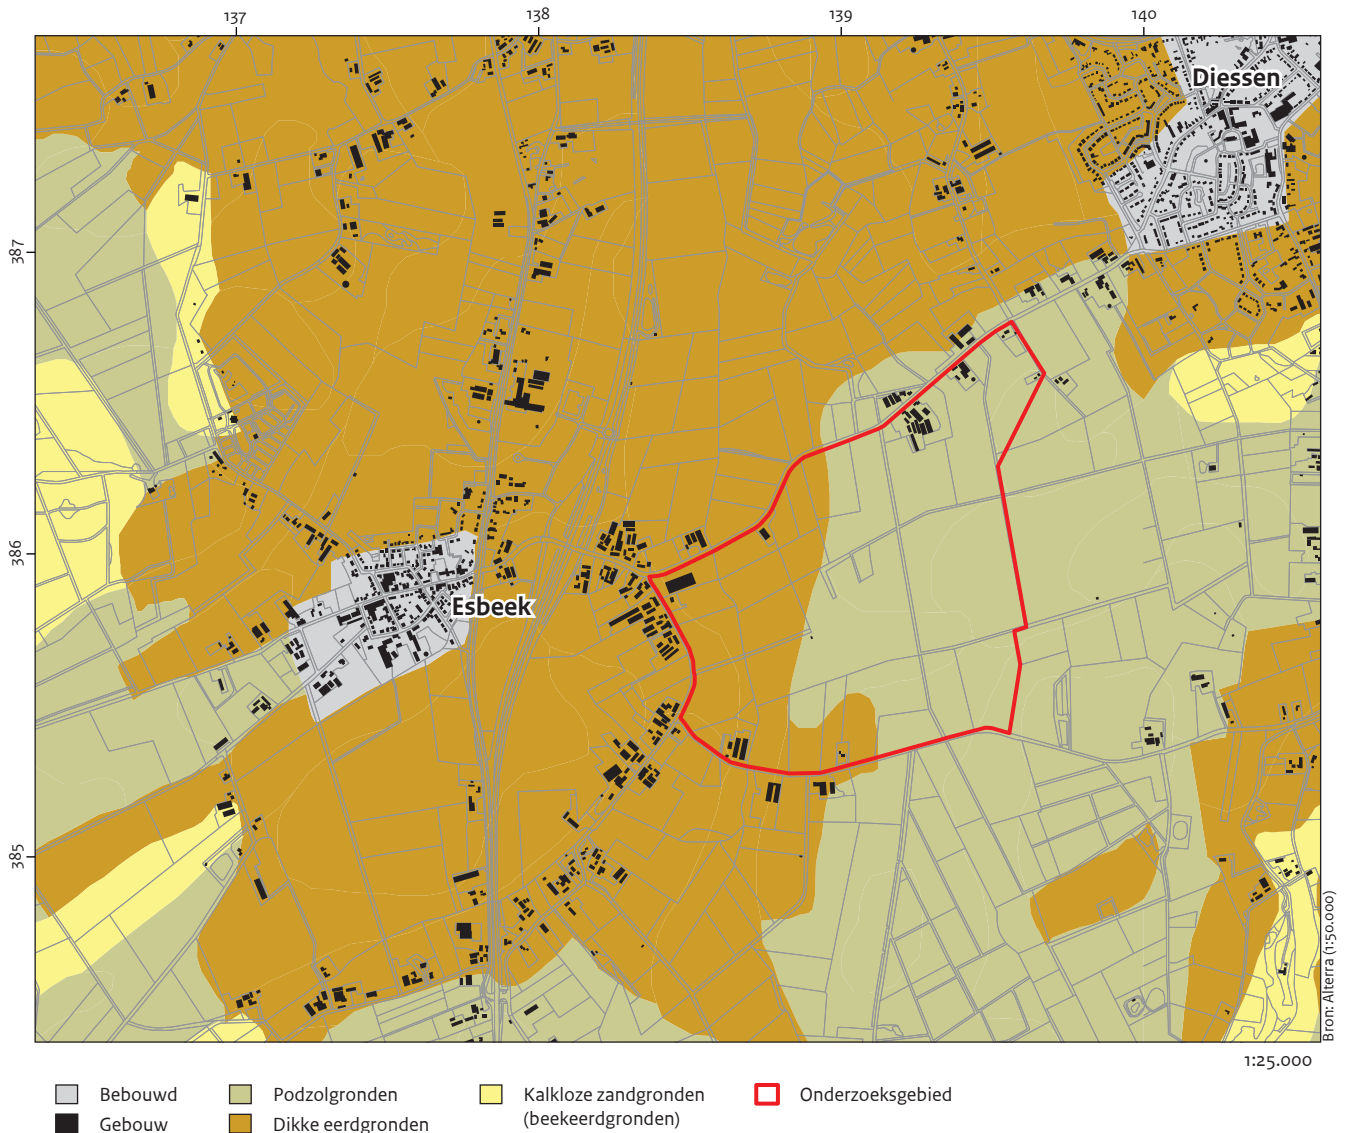 137
138
139
140
Diessen
387
386
Esbeek
385
Bron: Alterra (1:50.000)
1:25.000
Bebouwd
Podzolgronden
Kalkloze zandgronden
(beekeerdgronden)
Onderzoeksgebied
Gebouw
Dikke eerdgronden